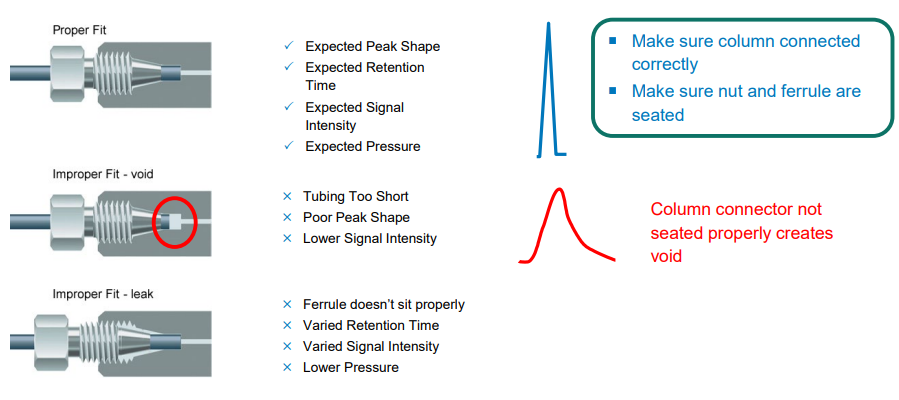 Proper Fit
Expected Peak Shape
Expected Retention
Time
Expected Signal
Intensity
Expected Pressure
Make sure column connected
correctly
Make sure nut and ferrule are
seated
Improper Fit - void
Tubing Too Short
Poor Peak Shape
Lower Signal Intensity
Column connector not
seated properly creates
void
Improper Fit - leak
Ferrule doesn’t sit properly
Varied Retention Time
Varied Signal Intensity
Lower Pressure